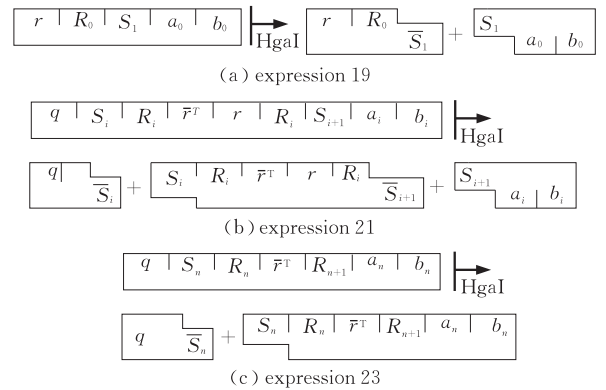 r R₀ S₁ a₀ b₀ HgaI r R₀ S̅₁ + S₁ a₀ b₀
(a) expression 19
q Sᵢ Rᵢ r̅ᵀ r Rᵢ Sᵢ₊₁ aᵢ bᵢ HgaI
q S̅ᵢ + Sᵢ Rᵢ r̅ᵀ r Rᵢ S̅ᵢ₊₁ + Sᵢ₊₁ aᵢ bᵢ
(b) expression 21
q Sₙ Rₙ r̅ᵀ Rₙ₊₁ aₙ bₙ HgaI
q S̅ₙ + Sₙ Rₙ r̅ᵀ Rₙ₊₁ aₙ bₙ
(c) expression 23